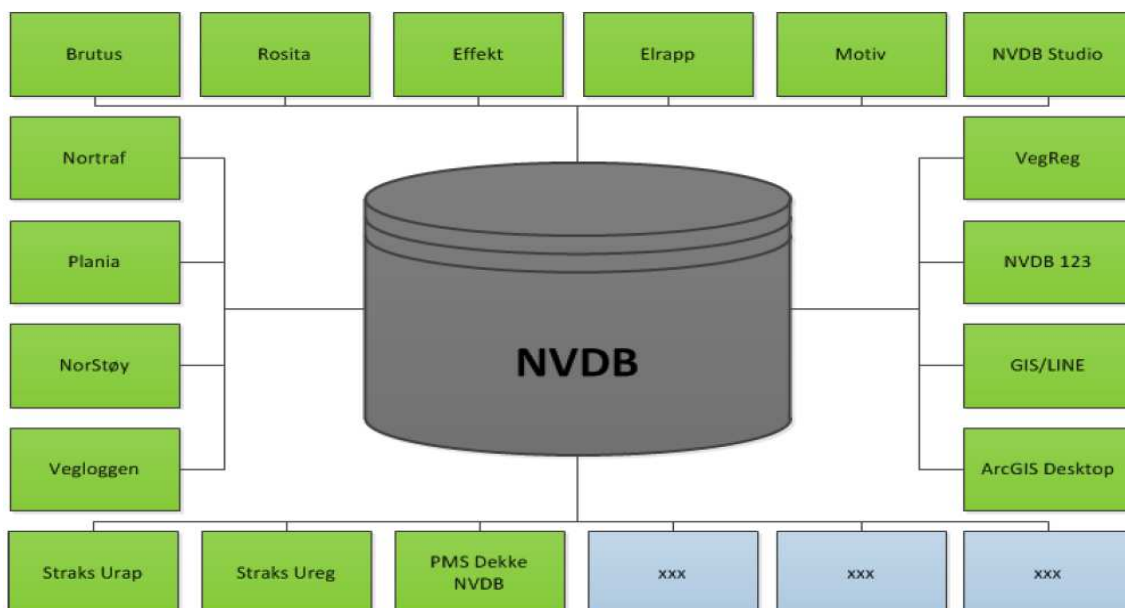 Brutus
Rosita
Effekt
Elrapp
Motiv
NVDB Studio
Nortraf
VegReg
Plania
NVDB 123
NVDB
NorStøy
GIS/LINE
Vegloggen
ArcGIS Desktop
Straks Urap
Straks Ureg
PMS Dekke
NVDB
xxx
xxx
xxx